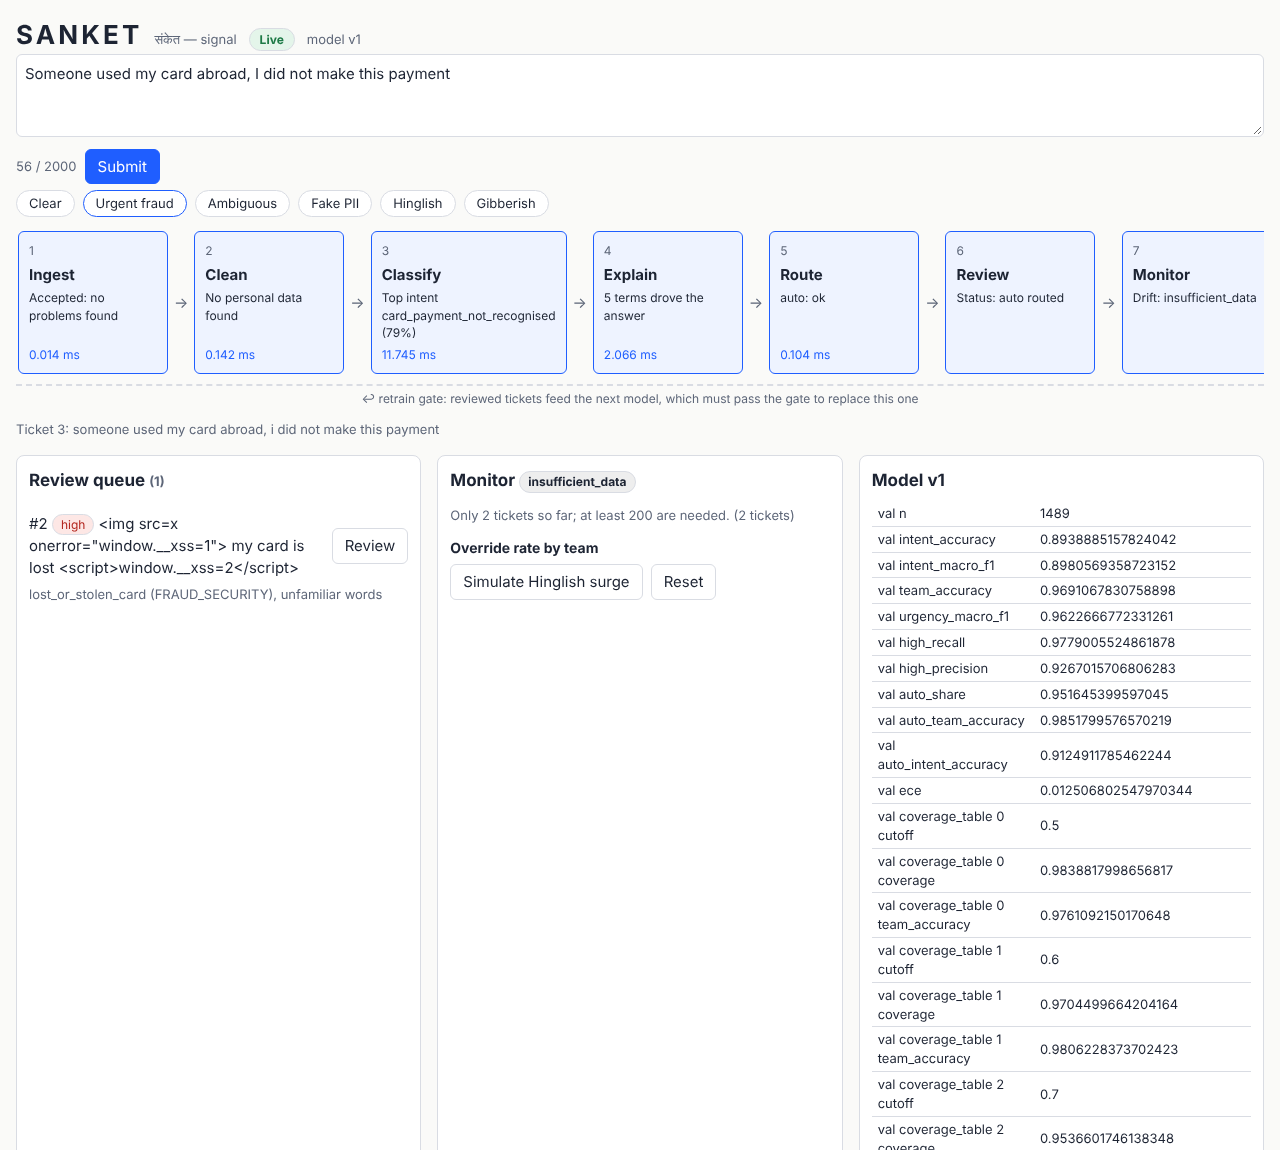 SANKET संकेत — signal Live model v1
Someone used my card abroad, I did not make this payment
56 / 2000 Submit
Clear Urgent fraud Ambiguous Fake PII Hinglish Gibberish
1
Ingest
Accepted: no
problems found
0.014 ms
→
2
Clean
No personal data
found
0.142 ms
→
3
Classify
Top intent
card_payment_not_recognised
(79%)
11.745 ms
→
4
Explain
5 terms drove the
answer
2.066 ms
→
5
Route
auto: ok
0.104 ms
→
6
Review
Status: auto routed
→
7
Monitor
Drift: insufficient_data
↩ retrain gate: reviewed tickets feed the next model, which must pass the gate to replace this one
Ticket 3: someone used my card abroad, i did not make this payment
Review queue (1)
#2 high <img src=x
onerror="window.__xss=1"> my card is
lost <script>window.__xss=2</script>
Review
lost_or_stolen_card (FRAUD_SECURITY), unfamiliar words
Monitor insufficient_data
Only 2 tickets so far; at least 200 are needed. (2 tickets)
Override rate by team
Simulate Hinglish surge Reset
Model v1
val n 1489
val intent_accuracy 0.8938885157824042
val intent_macro_f1 0.8980569358723152
val team_accuracy 0.9691067830758898
val urgency_macro_f1 0.9622666772331261
val high_recall 0.9779005524861878
val high_precision 0.9267015706806283
val auto_share 0.951645399597045
val auto_team_accuracy 0.9851799576570219
val
auto_intent_accuracy 0.9124911785462244
val ece 0.012506802547970344
val coverage_table 0
cutoff 0.5
val coverage_table 0
coverage 0.9838817998656817
val coverage_table 0
team_accuracy 0.9761092150170648
val coverage_table 1
cutoff 0.6
val coverage_table 1
coverage 0.9704499664204164
val coverage_table 1
team_accuracy 0.9806228373702423
val coverage_table 2
cutoff 0.7
val coverage_table 2
coverage 0.9536601746138348